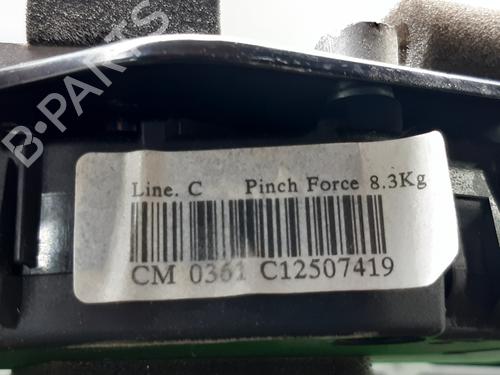 B-PARTS
Line. C Pinch Force 8.3Kg
CM 0361 C12507419